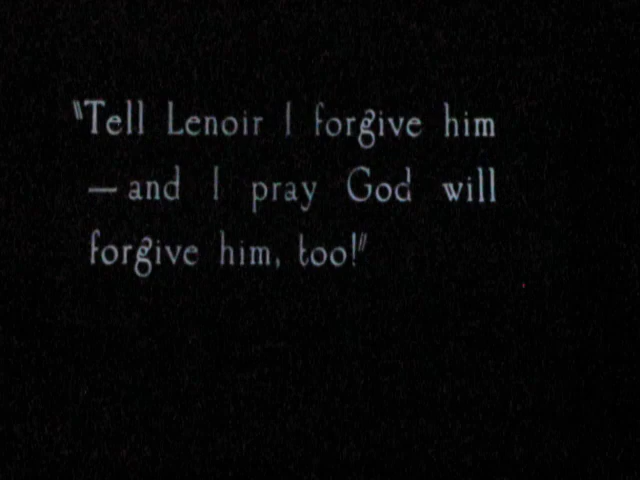 "Tell Lenoir I forgive him
— and I pray God will
forgive him, too!"